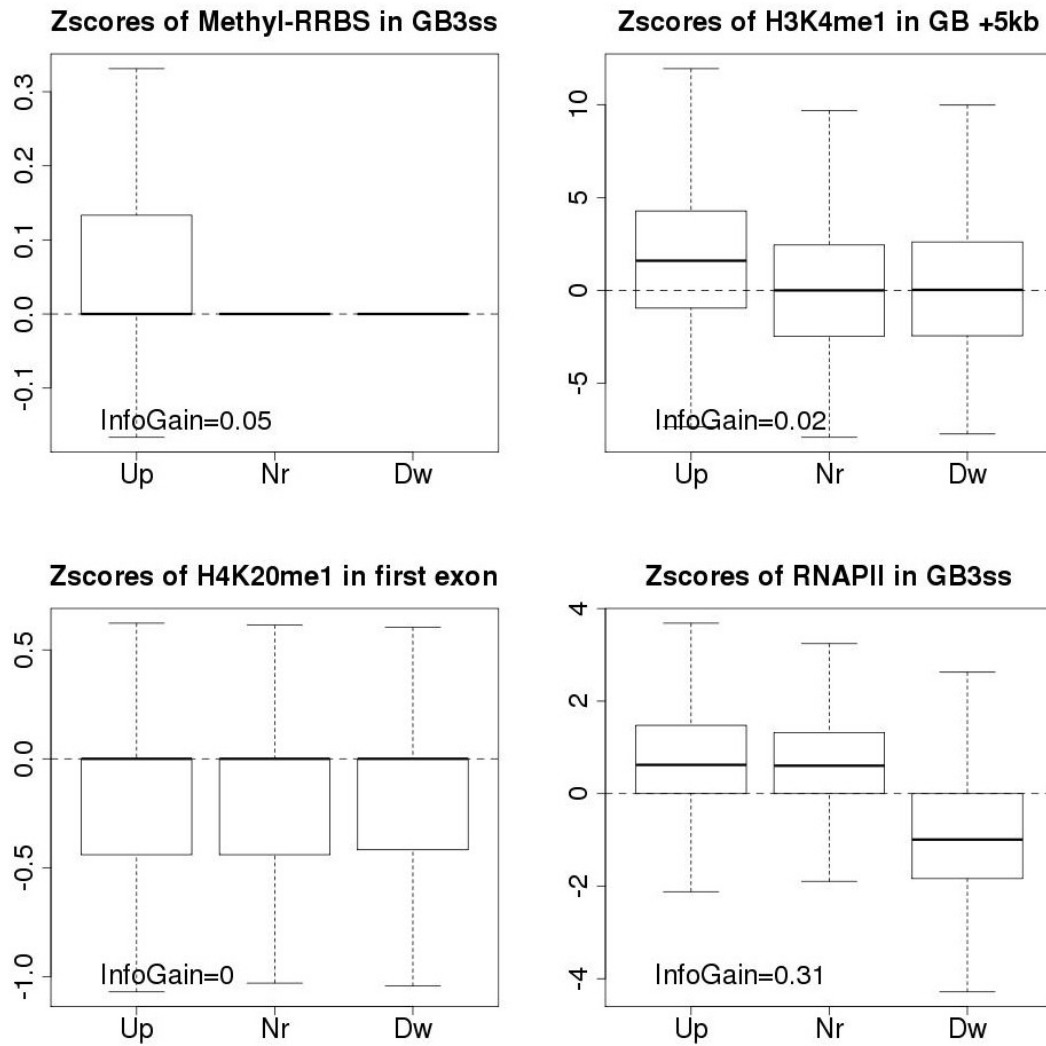 Zscores of Methyl-RRBS in GB3ss
0.3
0.2
0.1
0.0
-0.1
InfoGain=0.05
Up Nr Dw
Zscores of H3K4me1 in GB +5kb
10
5
0
-5
InfoGain=0.02
Up Nr Dw
Zscores of H4K20me1 in first exon
0.5
0.0
-0.5
-1.0
InfoGain=0
Up Nr Dw
Zscores of RNAPII in GB3ss
4
2
0
-2
-4
InfoGain=0.31
Up Nr Dw